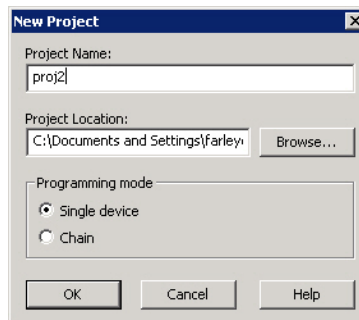 New Project
Project Name:
proj2
Project Location:
C:\Documents and Settings\farley
Browse...
Programming mode
Single device
Chain
OK
Cancel
Help